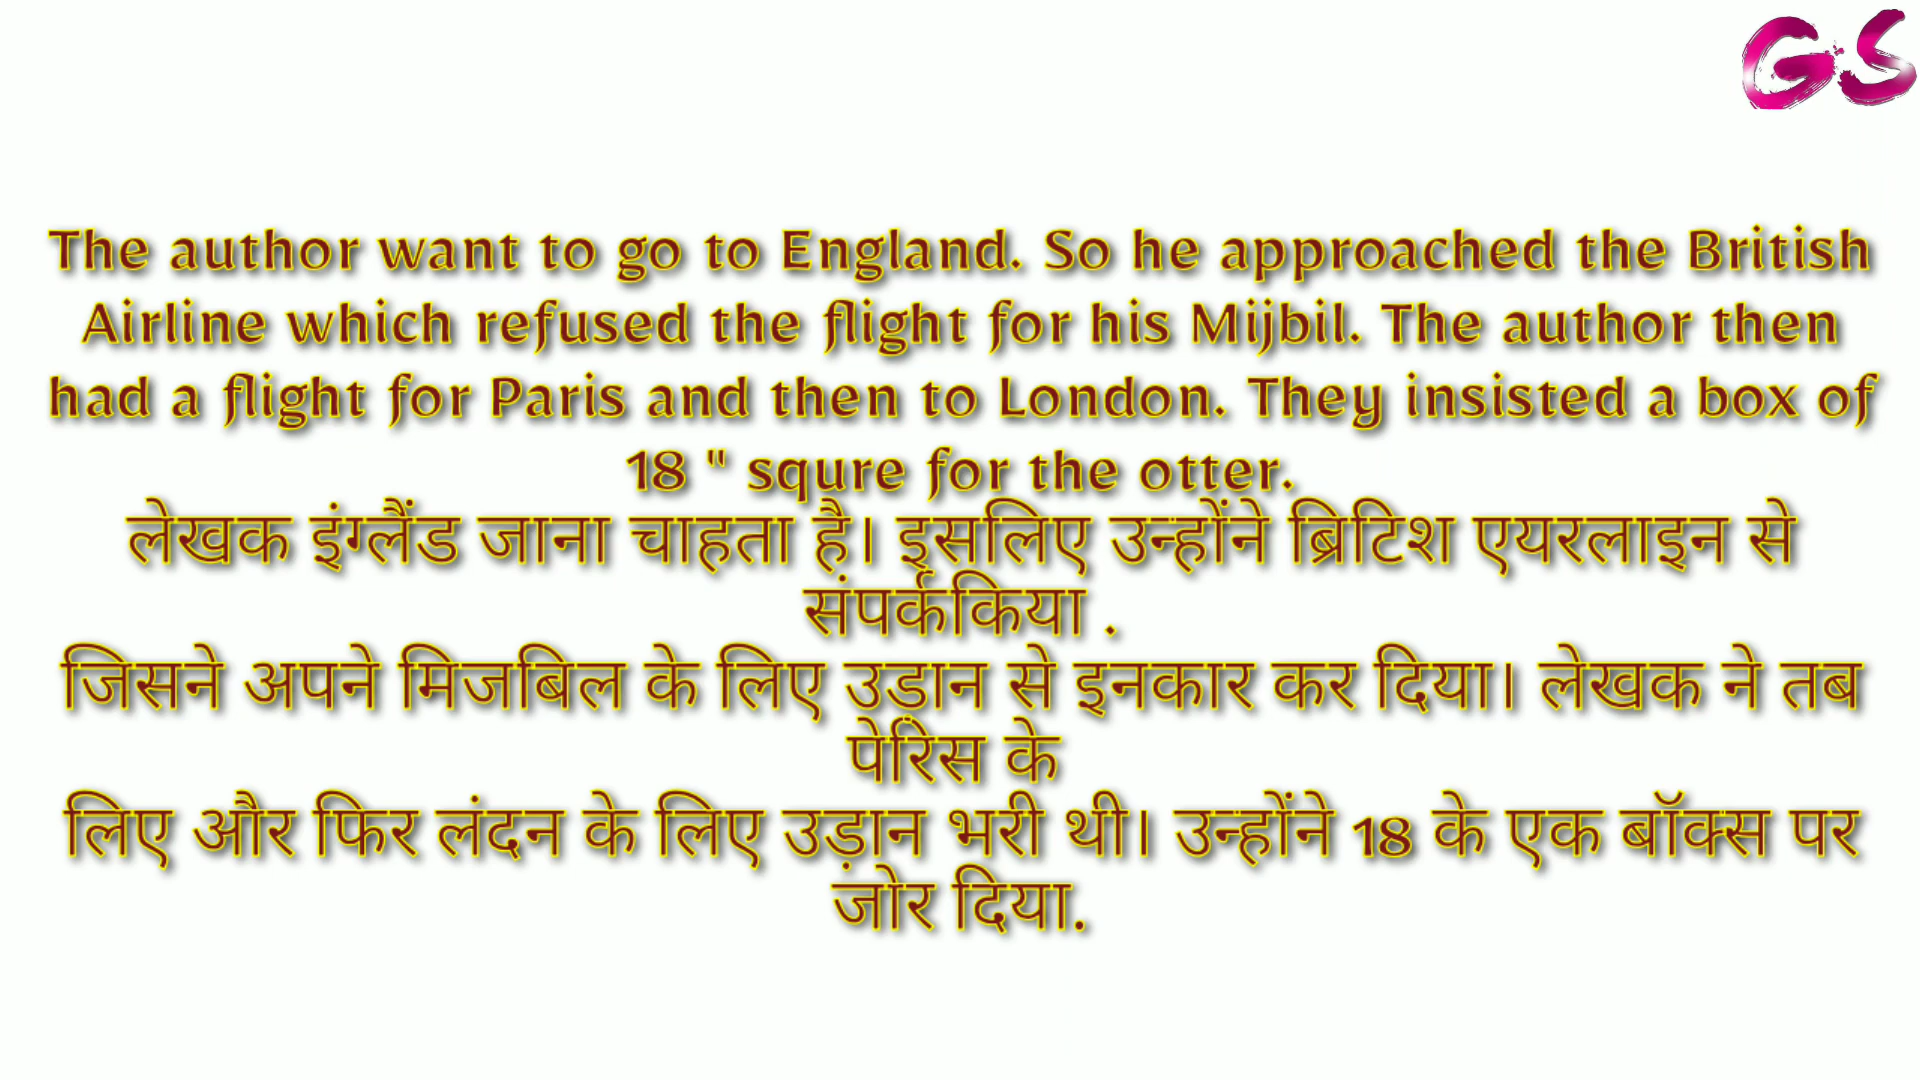 GS
The author want to go to England. So he approached the British
Airline which refused the flight for his Mijbil. The author then
had a flight for Paris and then to London. They insisted a box of
18 " squre for the otter.
लेखक इंग्लैंड जाना चाहता है। इसलिए उन्होंने ब्रिटिश एयरलाइन से
संपर्ककिया .
जिसने अपने मिजबिल के लिए उड़ान से इनकार कर दिया। लेखक ने तब
पेरिस के
लिए और फिर लंदन के लिए उड़ान भरी थी। उन्होंने 18 के एक बॉक्स पर
जोर दिया.